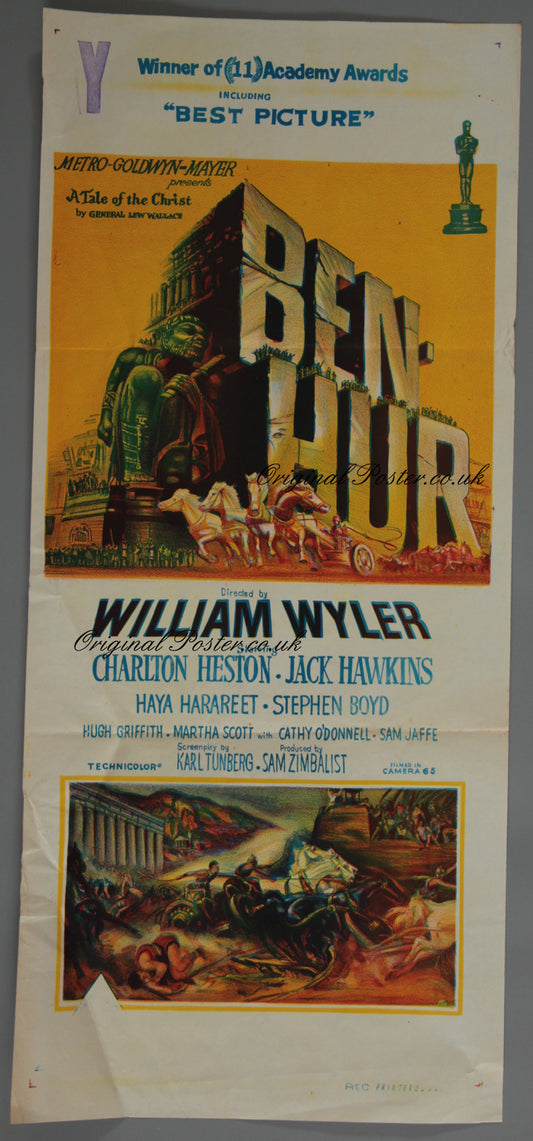 Y
Winner of (11) Academy Awards
INCLUDING
"BEST PICTURE"
METRO-GOLDWYN-MAYER
presents
A Tale of the Christ
by GENERAL LEW WALLACE
BEN-
HUR
Original Poster.co.uk
Directed by
WILLIAM WYLER
Original Poster.co.uk
Starring
CHARLTON HESTON · JACK HAWKINS
HAYA HARAREET · STEPHEN BOYD
HUGH GRIFFITH · MARTHA SCOTT with CATHY O'DONNELL · SAM JAFFE
Screenplay by Produced by
KARL TUNBERG · SAM ZIMBALIST
TECHNICOLOR® FILMED IN
CAMERA 65
PRINTERS...